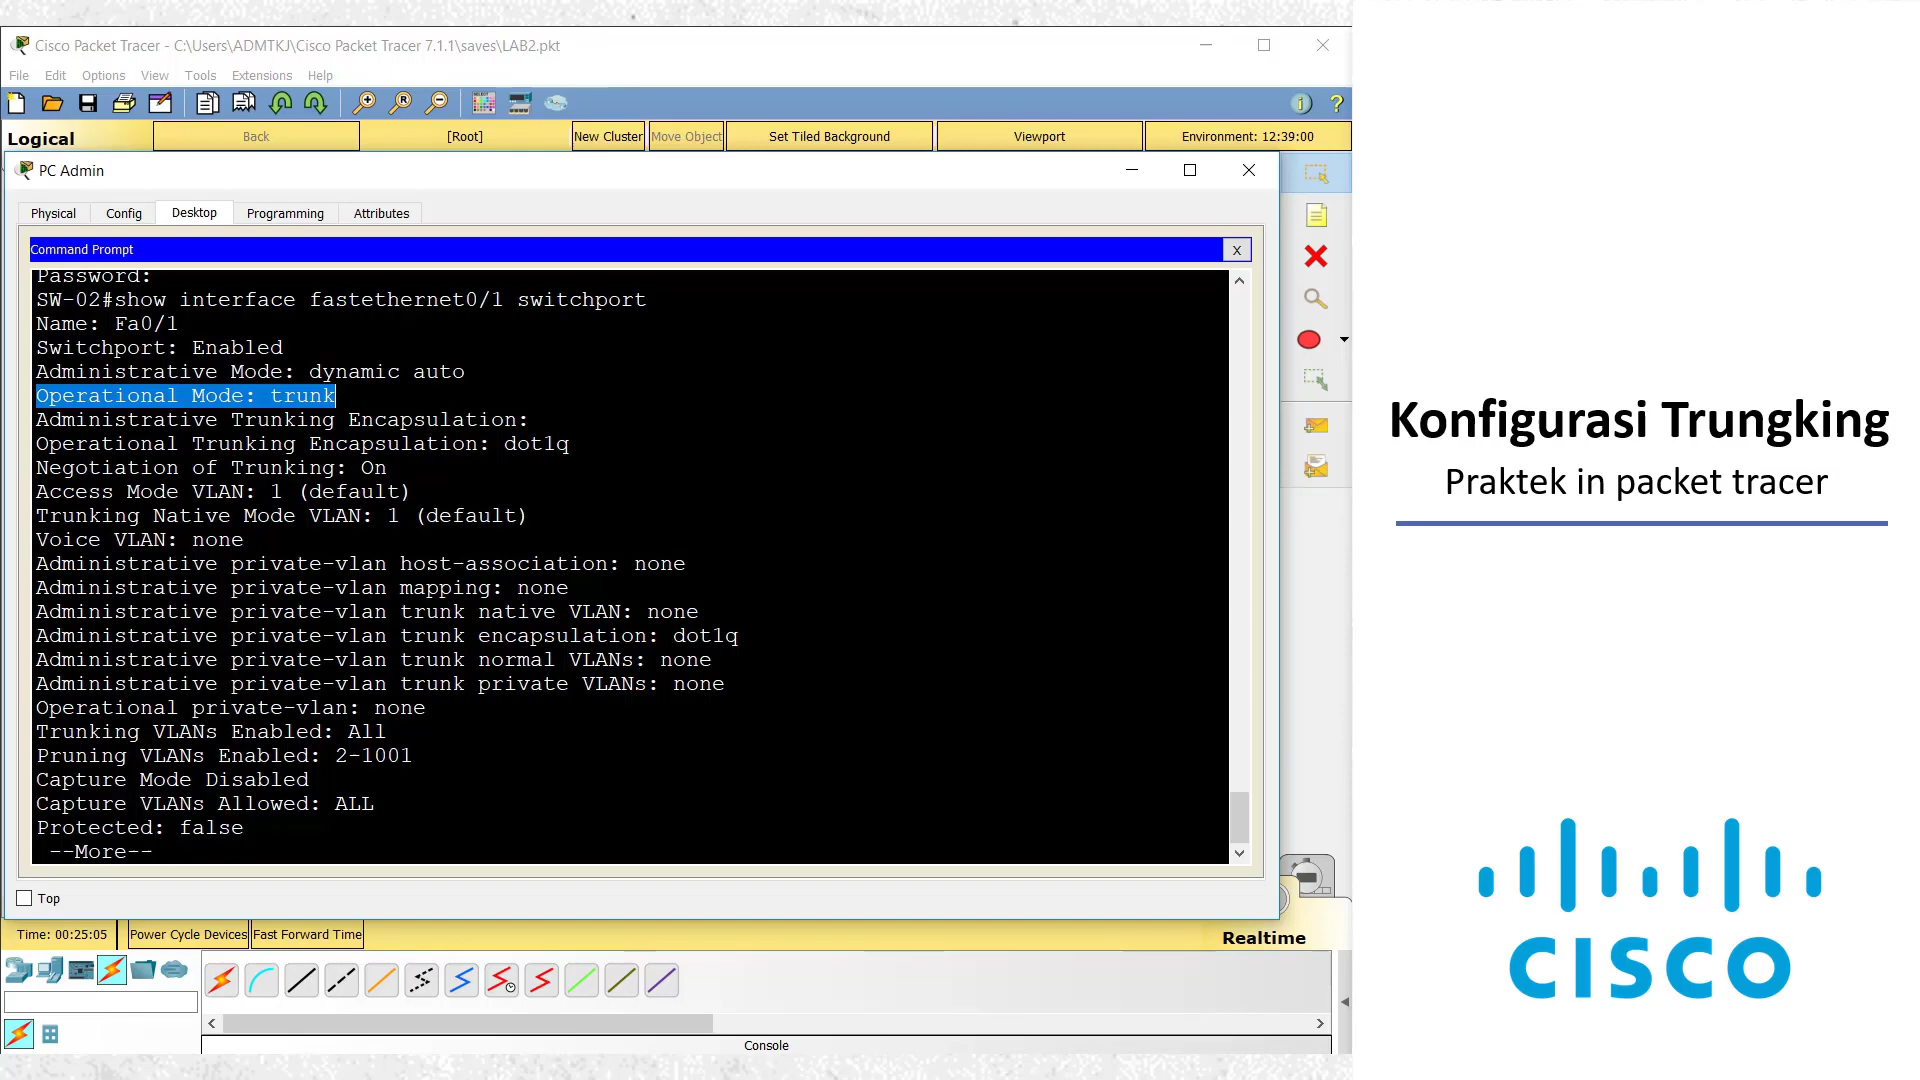 Cisco Packet Tracer - C:\Users\ADMTKJ\Cisco Packet Tracer 7.1.1\saves\LAB2.pkt
File Edit Options View Tools Extensions Help
Logical Back [Root] New Cluster Move Object Set Tiled Background Viewport Environment: 12:39:00
PC Admin
Physical Config Desktop Programming Attributes
Command Prompt X
Password:
SW-02#show interface fastethernet0/1 switchport
Name: Fa0/1
Switchport: Enabled
Administrative Mode: dynamic auto
Operational Mode: trunk
Administrative Trunking Encapsulation:
Operational Trunking Encapsulation: dot1q
Negotiation of Trunking: On
Access Mode VLAN: 1 (default)
Trunking Native Mode VLAN: 1 (default)
Voice VLAN: none
Administrative private-vlan host-association: none
Administrative private-vlan mapping: none
Administrative private-vlan trunk native VLAN: none
Administrative private-vlan trunk encapsulation: dot1q
Administrative private-vlan trunk normal VLANs: none
Administrative private-vlan trunk private VLANs: none
Operational private-vlan: none
Trunking VLANs Enabled: All
Pruning VLANs Enabled: 2-1001
Capture Mode Disabled
Capture VLANs Allowed: ALL
Protected: false
--More--
Top
Time: 00:25:05 Power Cycle Devices Fast Forward Time Realtime
Console
Konfigurasi Trungking
Praktek in packet tracer
CISCO